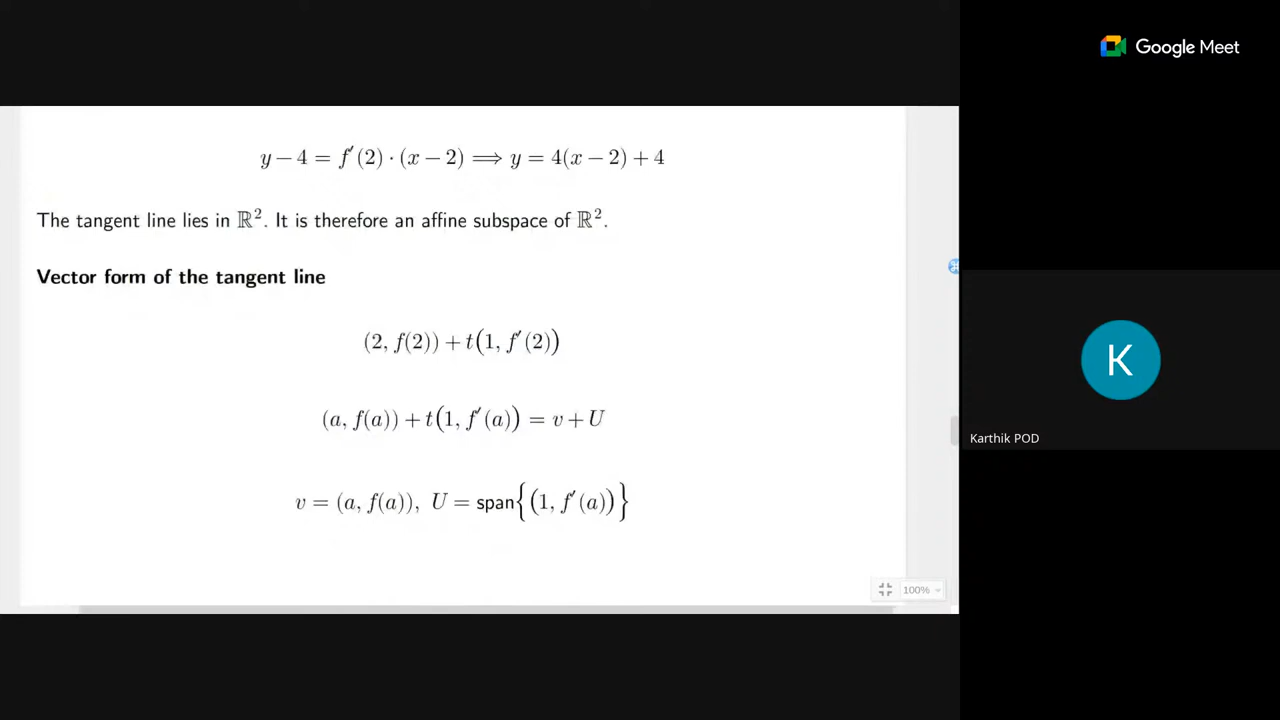 Google Meet
y − 4 = f′(2) · (x − 2) ⟹ y = 4(x − 2) + 4
The tangent line lies in ℝ². It is therefore an affine subspace of ℝ².
Vector form of the tangent line
(2, f(2)) + t(1, f′(2))
K
(a, f(a)) + t(1, f′(a)) = v + U
Karthik POD
v = (a, f(a)), U = span{(1, f′(a))}
100%